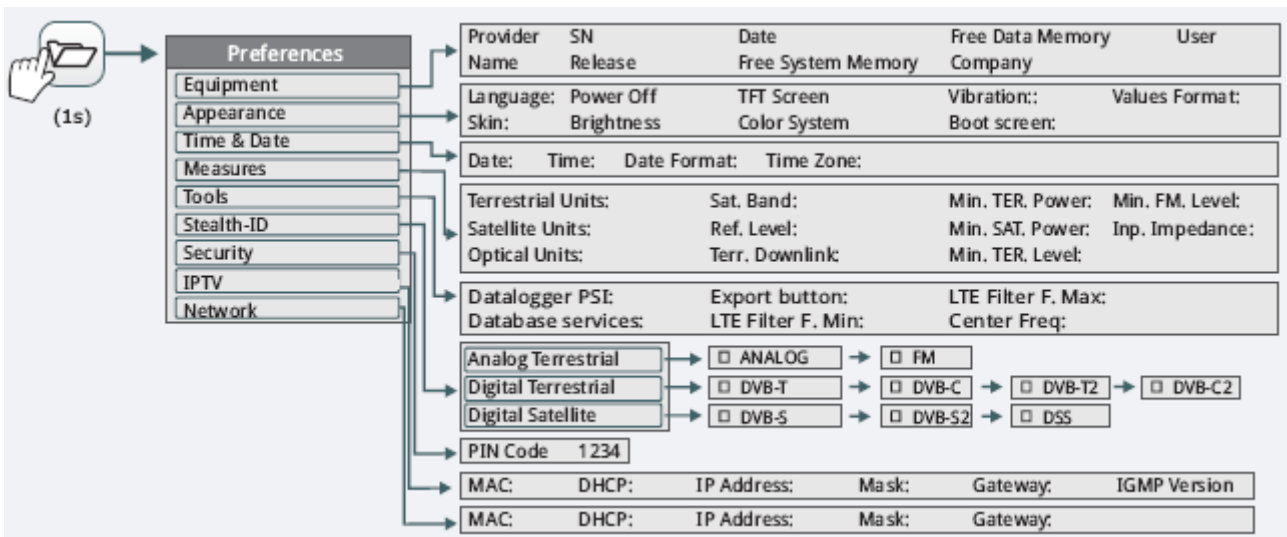 (1s)
Preferences
Equipment
Appearance
Time & Date
Measures
Tools
Stealth-ID
Security
IPTV
Network
Provider SN Date Free Data Memory User
Name Release Free System Memory Company
Language: Power Off TFT Screen Vibration:: Values Format:
Skin: Brightness Color System Boot screen:
Date: Time: Date Format: Time Zone:
Terrestrial Units: Sat. Band: Min. TER. Power: Min. FM. Level:
Satellite Units: Ref. Level: Min. SAT. Power: Inp. Impedance:
Optical Units: Terr. Downlink: Min. TER. Level:
Datalogger PSI: Export button: LTE Filter F. Max:
Database services: LTE Filter F. Min: Center Freq:
Analog Terrestrial ANALOG FM
Digital Terrestrial DVB-T DVB-C DVB-T2 DVB-C2
Digital Satellite DVB-S DVB-S2 DSS
PIN Code 1234
MAC: DHCP: IP Address: Mask: Gateway: IGMP Version
MAC: DHCP: IP Address: Mask: Gateway: